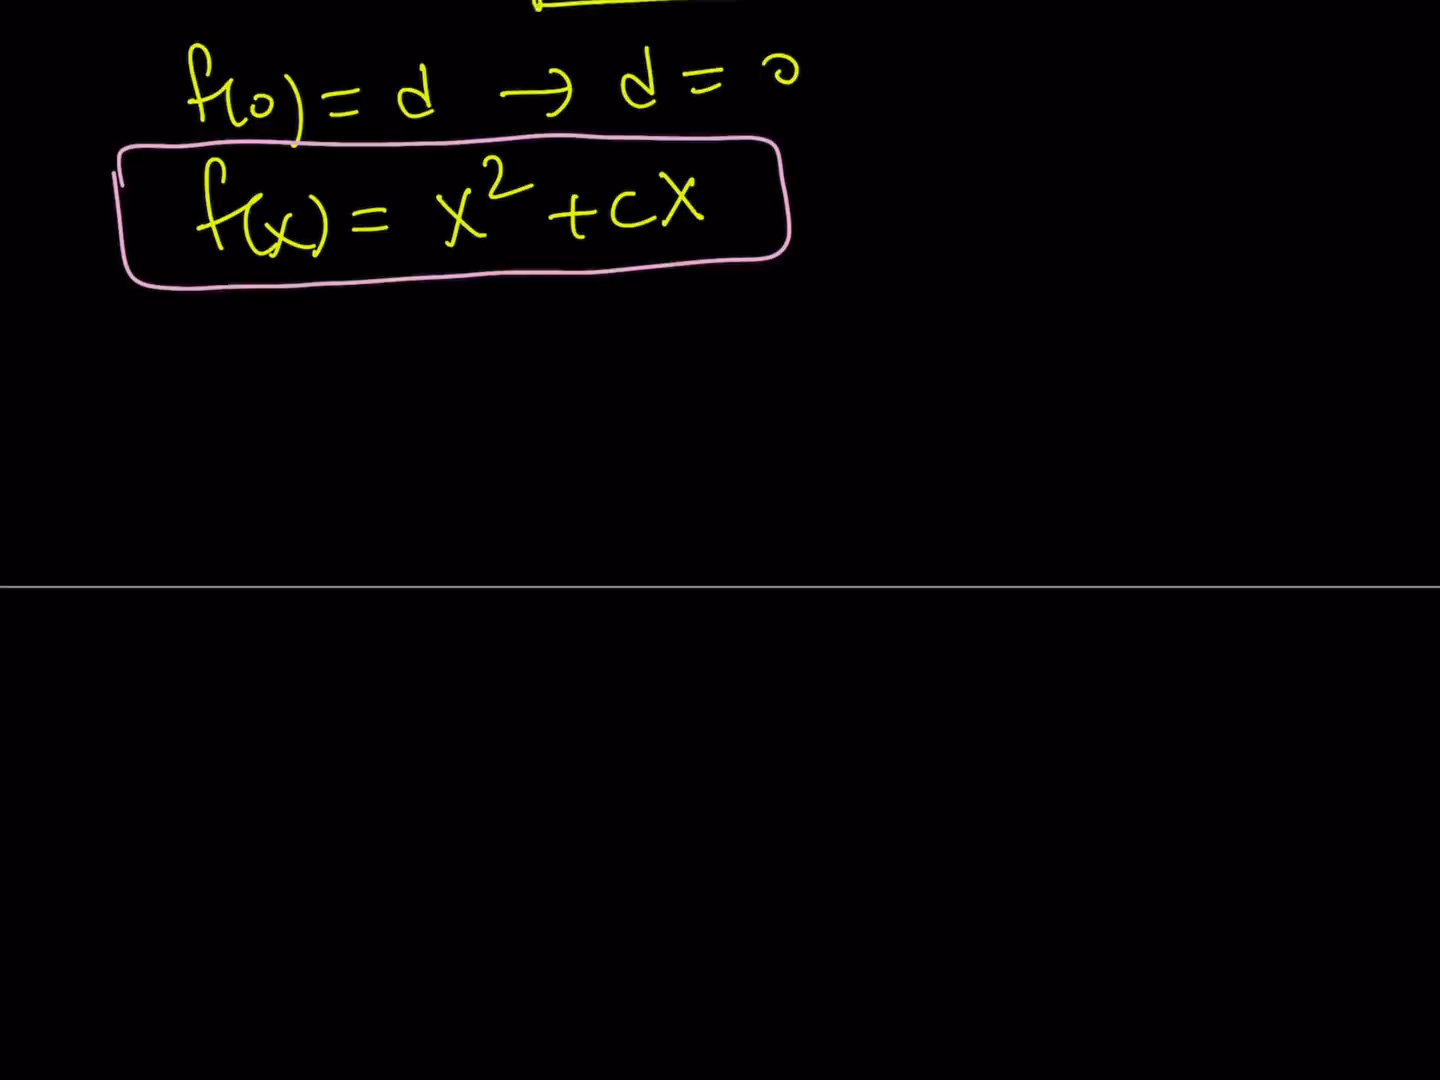 f(0) = d → d = 0
f(x) = x² + cx